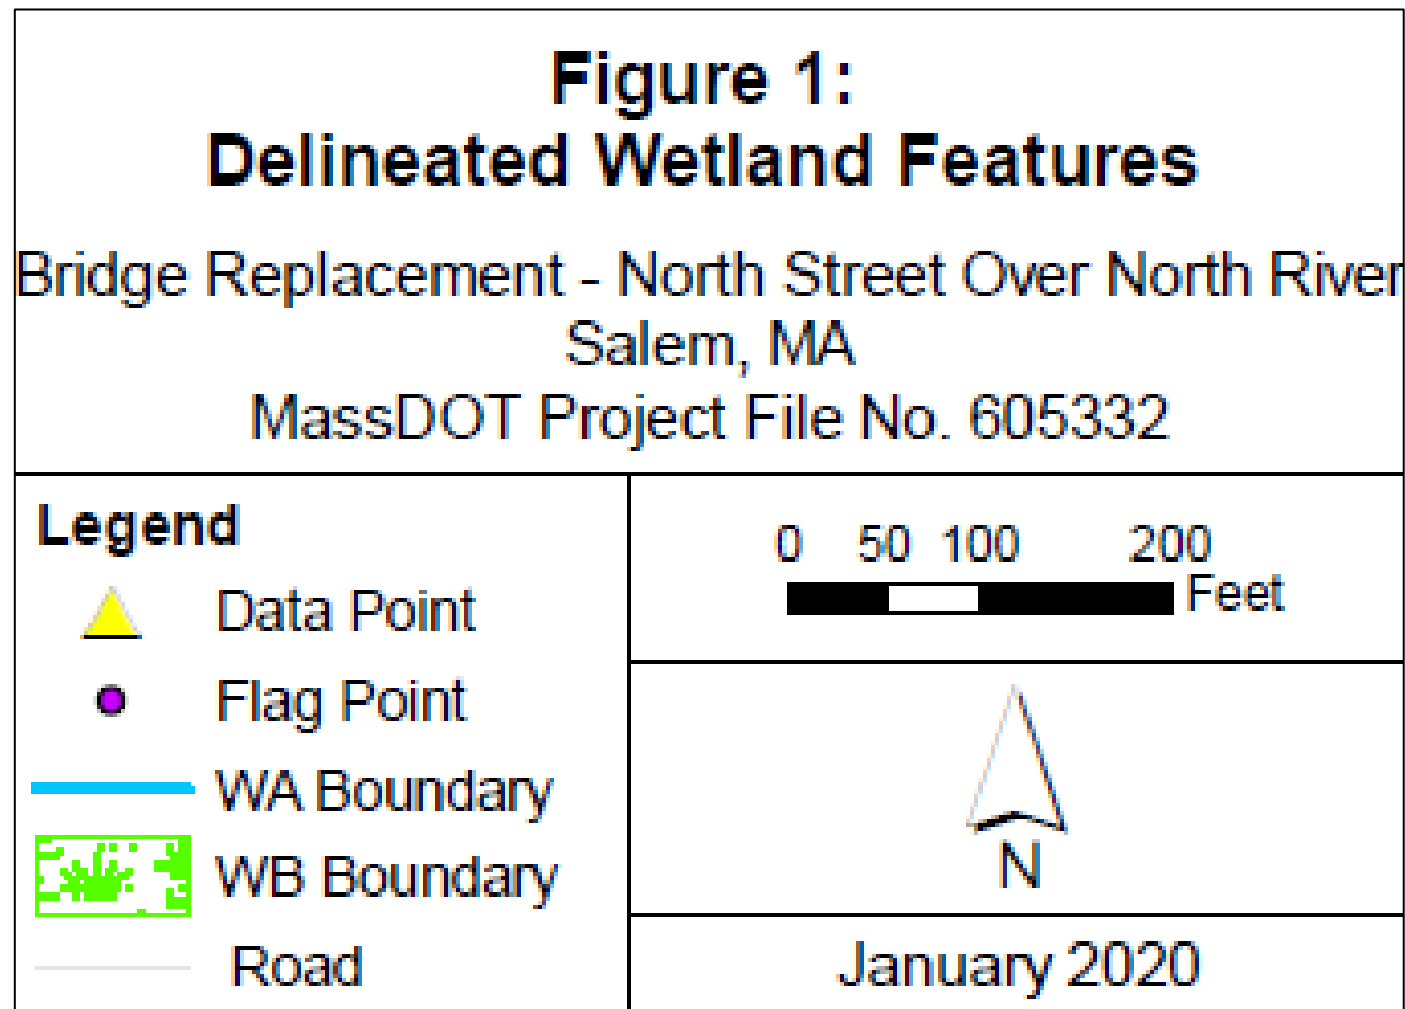 Figure 1:
Delineated Wetland Features
Bridge Replacement - North Street Over North River
Salem, MA
MassDOT Project File No. 605332
Legend
Data Point
Flag Point
WA Boundary
WB Boundary
Road
0 50 100 200
Feet
N
January 2020